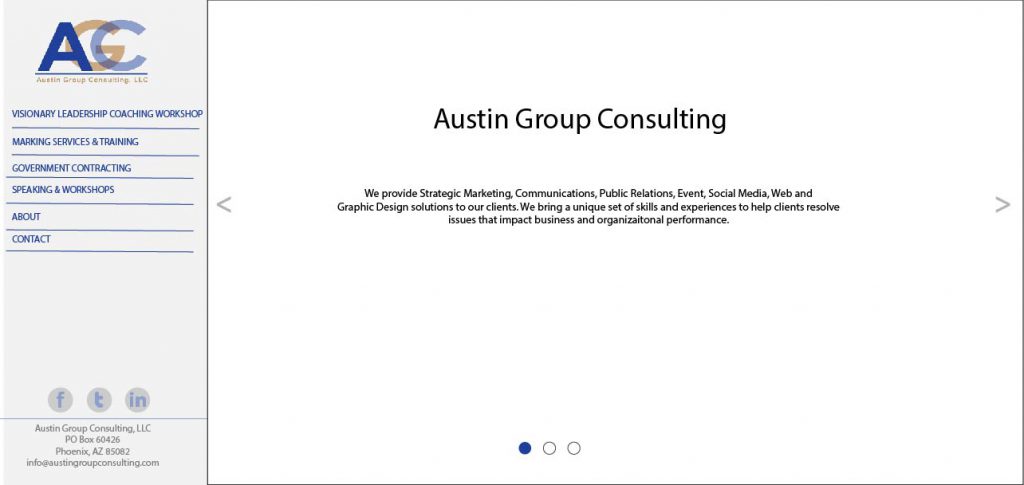 AGC
Austin Group Consulting, LLC
VISIONARY LEADERSHIP COACHING WORKSHOP
MARKING SERVICES & TRAINING
GOVERNMENT CONTRACTING
SPEAKING & WORKSHOPS
ABOUT
CONTACT
f t in
Austin Group Consulting, LLC
PO Box 60426
Phoenix, AZ 85082
info@austingroupconsulting.com
Austin Group Consulting
We provide Strategic Marketing, Communications, Public Relations, Event, Social Media, Web and
Graphic Design solutions to our clients. We bring a unique set of skills and experiences to help clients resolve
issues that impact business and organizaitonal performance.
< >